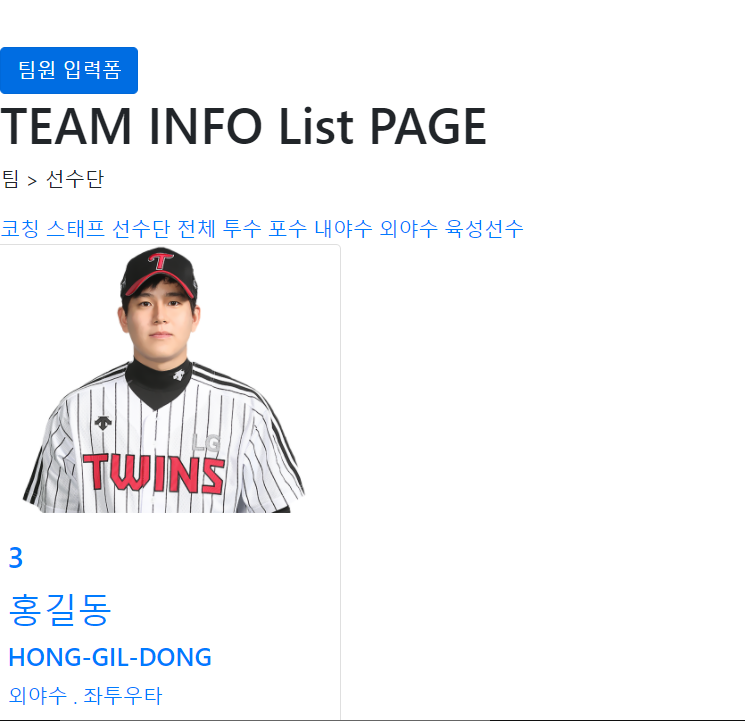 팀원 입력폼
TEAM INFO List PAGE
팀 > 선수단
코칭 스태프 선수단 전체 투수 포수 내야수 외야수 육성선수
T
LG
TWINS
3
홍길동
HONG-GIL-DONG
외야수 . 좌투우타